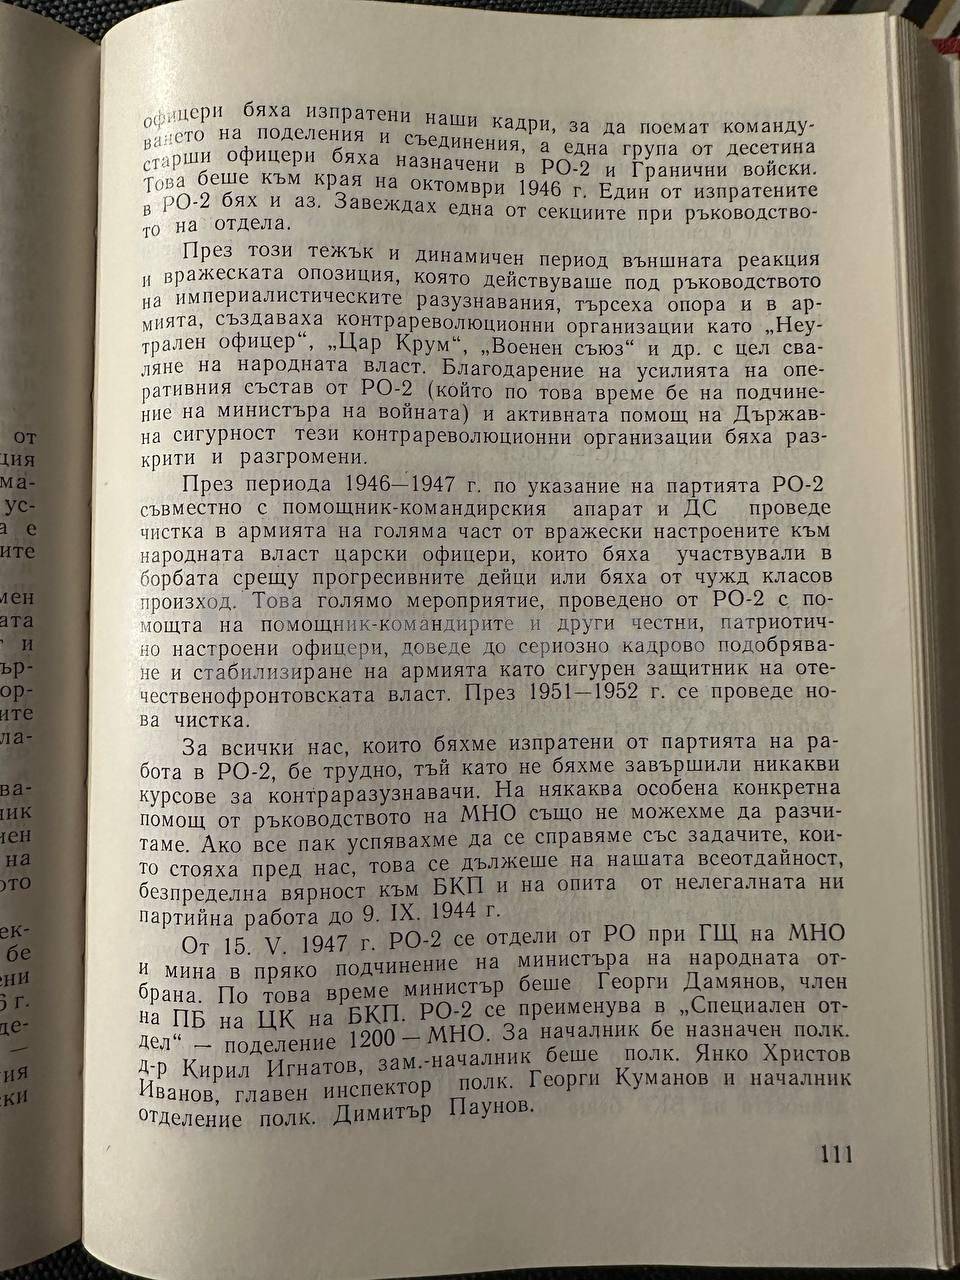 офицери бяха изпратени наши кадри, за да поемат команду-
ването на поделения и съединения, а една група от десетина
старши офицери бяха назначени в РО-2 и Гранични войски.
Това беше към края на октомври 1946 г. Един от изпратените
в РО-2 бях и аз. Завеждах една от секциите при ръководство-
то на отдела.
През този тежък и динамичен период външната реакция
и вражеската опозиция, която действуваше под ръководството
на империалистическите разузнавания, търсеха опора и в ар-
мията, създаваха контрареволюционни организации като „Неу-
трален офицер“, „Цар Крум“, „Военен съюз“ и др. с цел сва-
ляне на народната власт. Благодарение на усилията на опе-
ративния състав от РО-2 (който по това време бе на подчине-
ние на министъра на войната) и активната помощ на Държав-
на сигурност тези контрареволюционни организации бяха раз-
крити и разгромени.
През периода 1946—1947 г. по указание на партията РО-2
съвместно с помощник-командирския апарат и ДС проведе
чистка в армията на голяма част от вражески настроените към
народната власт царски офицери, които бяха участвували в
борбата срещу прогресивните дейци или бяха от чужд класов
произход. Това голямо мероприятие, проведено от РО-2 с по-
мощта на помощник-командирите и други честни, патриотич-
но настроени офицери, доведе до сериозно кадрово подобрява-
не и стабилизиране на армията като сигурен защитник на оте-
чественофронтовската власт. През 1951—1952 г. се проведе но-
ва чистка.
За всички нас, които бяхме изпратени от партията на ра-
бота в РО-2, бе трудно, тъй като не бяхме завършили никакви
курсове за контраразузнавачи. На някаква особена конкретна
помощ от ръководството на МНО също не можехме да разчи-
таме. Ако все пак успявахме да се справяме със задачите, кои-
то стояха пред нас, това се дължеше на нашата всеотдайност,
безпределна вярност към БКП и на опита от нелегалната ни
партийна работа до 9. IX. 1944 г.
От 15. V. 1947 г. РО-2 се отдели от РО при ГЩ на МНО
и мина в пряко подчинение на министъра на народната от-
брана. По това време министър беше Георги Дамянов, член
на ПБ на ЦК на БКП. РО-2 се преименува в „Специален от-
дел“ — поделение 1200 — МНО. За началник бе назначен полк.
д-р Кирил Игнатов, зам.-началник беше полк. Янко Христов
Иванов, главен инспектор полк. Георги Куманов и началник
отделение полк. Димитър Паунов.
111